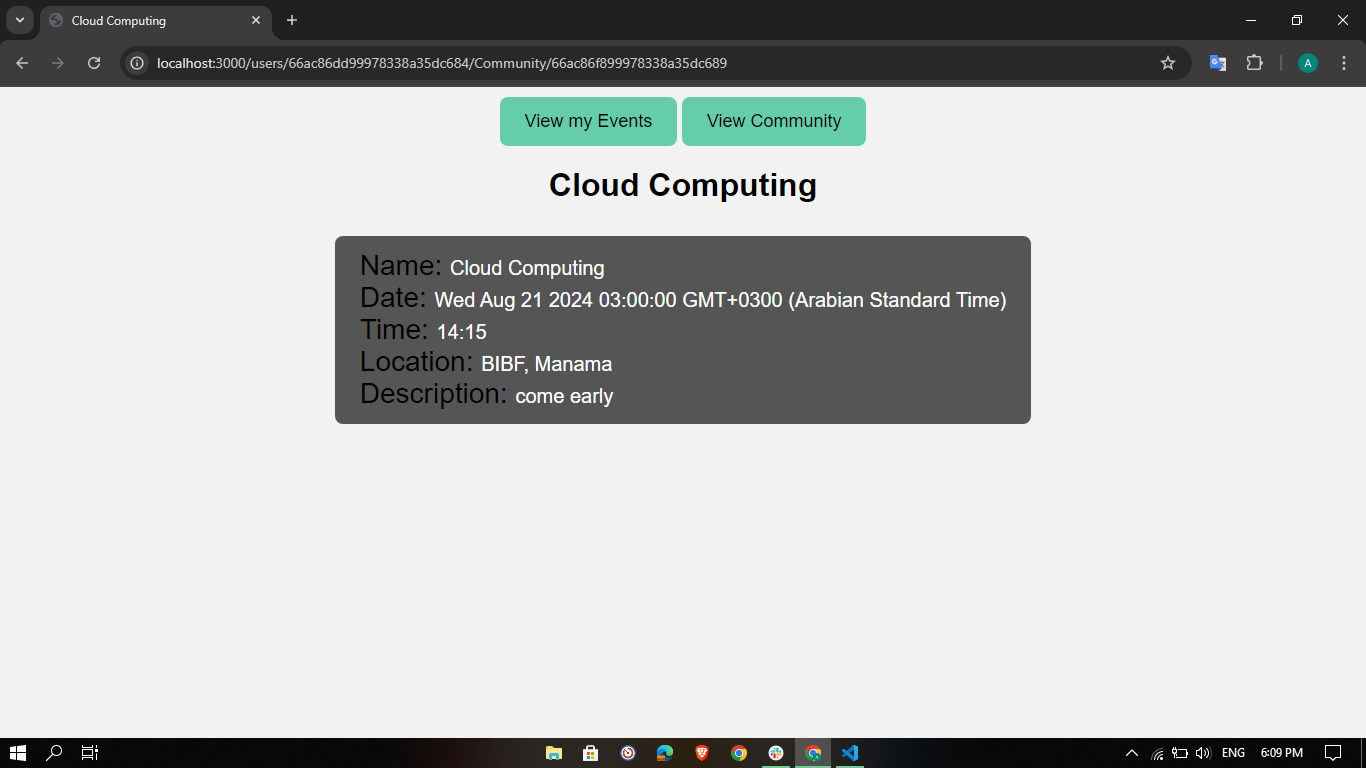 Cloud Computing
localhost:3000/users/66ac86dd99978338a35dc684/Community/66ac86f899978338a35dc689
A
View my Events View Community
Cloud Computing
Name: Cloud Computing
Date: Wed Aug 21 2024 03:00:00 GMT+0300 (Arabian Standard Time)
Time: 14:15
Location: BIBF, Manama
Description: come early
ENG 6:09 PM